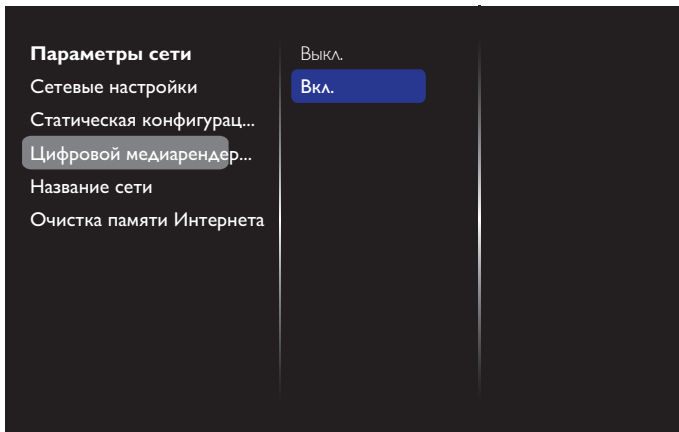 Параметры сети
Сетевые настройки
Статическая конфигурац...
Цифровой медиарендер...
Название сети
Очистка памяти Интернета
Выкл.
Вкл.